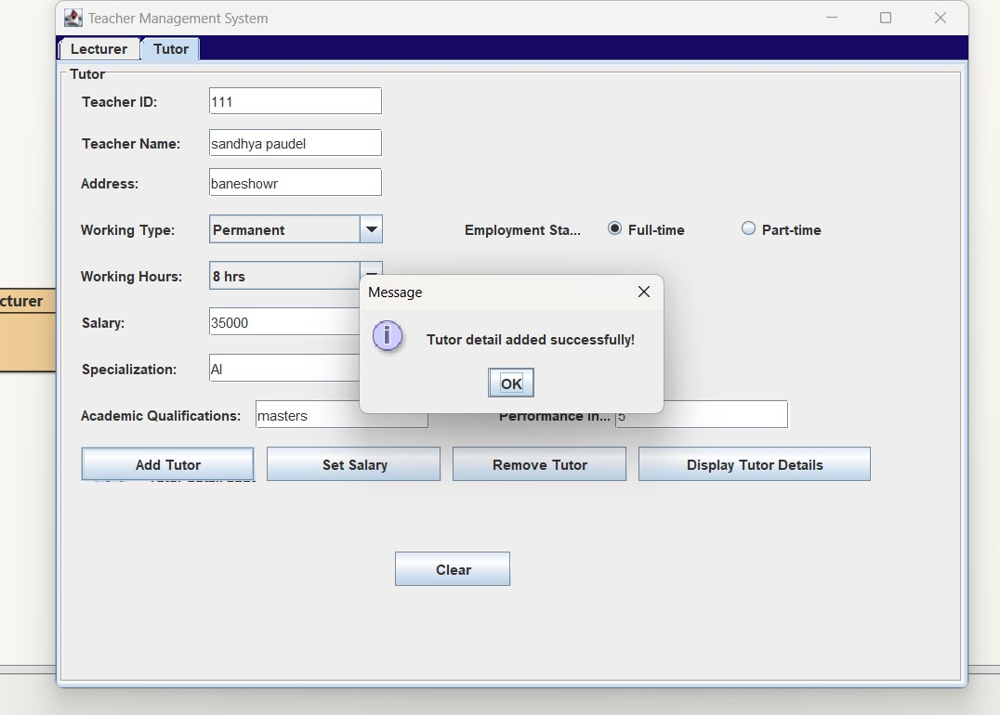 Teacher Management System
Lecturer Tutor
Tutor
Teacher ID: 111
Teacher Name: sandhya paudel
Address: baneshowr
Working Type: Permanent Employment Sta... Full-time Part-time
Working Hours: 8 hrs
Message
cturer
Salary: 35000
Tutor detail added successfully!
Specialization: AI
OK
Academic Qualifications: masters Performance In... 5
Add Tutor Set Salary Remove Tutor Display Tutor Details
Clear